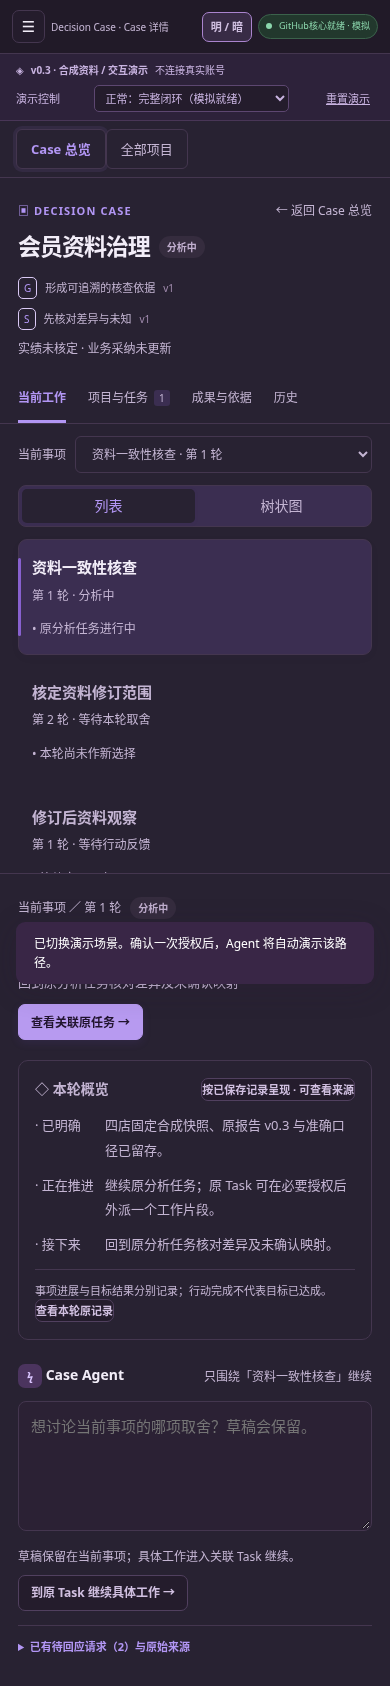 ☰ Decision Case · Case 详情 明 / 暗 GitHub核心就绪 · 模拟
◈ v0.3 · 合成资料 / 交互演示 不连接真实账号
演示控制 正常：完整闭环（模拟就绪） 重置演示
Case 总览 全部项目
DECISION CASE ← 返回 Case 总览
会员资料治理 分析中
G 形成可追溯的核查依据 v1
S 先核对差异与未知 v1
实绩未核定 · 业务采纳未更新
当前工作 项目与任务 1 成果与依据 历史
当前事项 资料一致性核查 · 第 1 轮
列表 树状图
资料一致性核查
第 1 轮 · 分析中
• 原分析任务进行中
核定资料修订范围
第 2 轮 · 等待本轮取舍
• 本轮尚未作新选择
修订后资料观察
第 1 轮 · 等待行动反馈
当前事项 ／ 第 1 轮 分析中
已切换演示场景。确认一次授权后，Agent 将自动演示该路
径。
回到原分析任务核对差异及未确认映射
查看关联原任务 →
◇ 本轮概览 按已保存记录呈现 · 可查看来源
· 已明确 四店固定合成快照、原报告 v0.3 与准确口
径已留存。
· 正在推进 继续原分析任务；原 Task 可在必要授权后
外派一个工作片段。
· 接下来 回到原分析任务核对差异及未确认映射。
事项进展与目标结果分别记录；行动完成不代表目标已达成。
查看本轮原记录
Case Agent 只围绕「资料一致性核查」继续
想讨论当前事项的哪项取舍？草稿会保留。
草稿保留在当前事项；具体工作进入关联 Task 继续。
到原 Task 继续具体工作 →
▶ 已有待回应请求（2）与原始来源